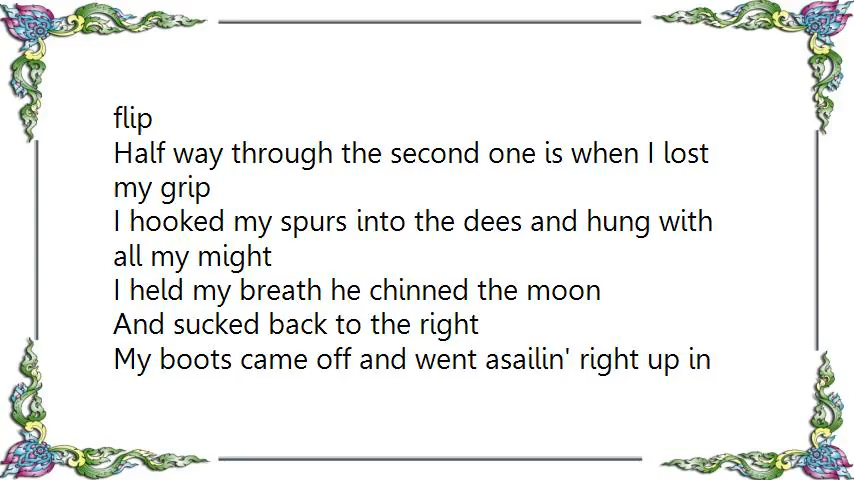 flip
Half way through the second one is when I lost
my grip
I hooked my spurs into the dees and hung with
all my might
I held my breath he chinned the moon
And sucked back to the right
My boots came off and went asailin' right up in